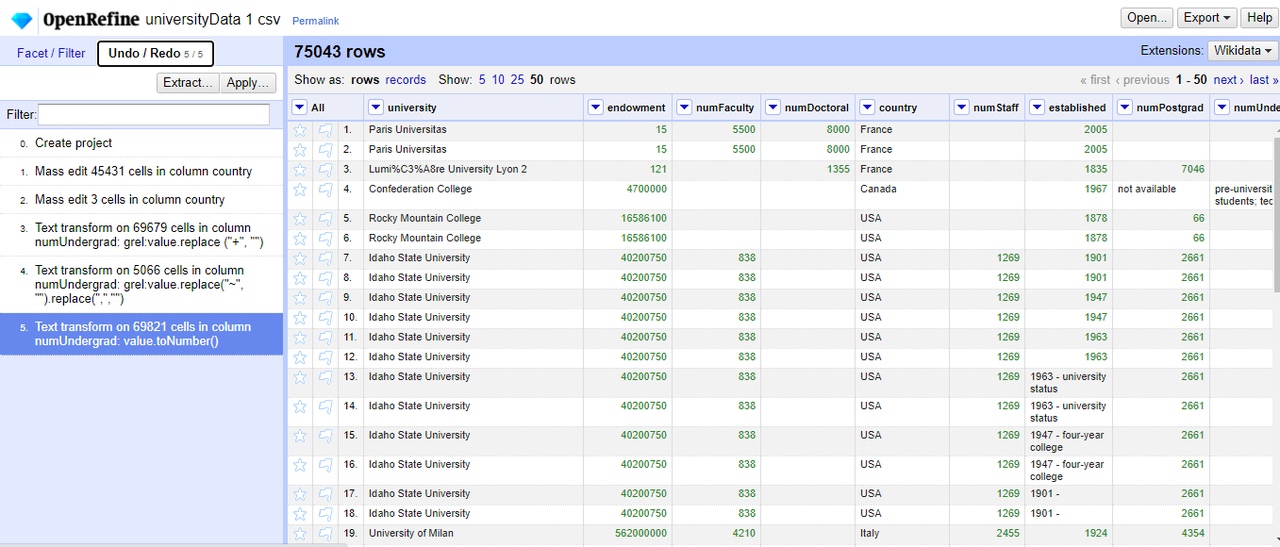 OpenRefine universityData 1 csv Permalink
Open... Export Help
Facet / Filter Undo / Redo 5 / 5
75043 rows
Extensions: Wikidata
Extract... Apply...
Show as: rows records Show: 5 10 25 50 rows
« first ‹ previous 1 - 50 next › last »
Filter:
0. Create project
1. Mass edit 45431 cells in column country
2. Mass edit 3 cells in column country
3. Text transform on 69679 cells in column
numUndergrad: grel:value.replace ("+", "")
4. Text transform on 5066 cells in column
numUndergrad: grel:value.replace("~",
"").replace(",","")
5. Text transform on 69821 cells in column
numUndergrad: value.toNumber()
All university endowment numFaculty numDoctoral country numStaff established numPostgrad numUnde
1. Paris Universitas 15 5500 8000 France 2005
2. Paris Universitas 15 5500 8000 France 2005
3. Lumi%C3%A8re University Lyon 2 121 1355 France 1835 7046
4. Confederation College 4700000 Canada 1967 not available pre-universit
students; tec
5. Rocky Mountain College 16586100 USA 1878 66
6. Rocky Mountain College 16586100 USA 1878 66
7. Idaho State University 40200750 838 USA 1269 1901 2661
8. Idaho State University 40200750 838 USA 1269 1901 2661
9. Idaho State University 40200750 838 USA 1269 1947 2661
10. Idaho State University 40200750 838 USA 1269 1947 2661
11. Idaho State University 40200750 838 USA 1269 1963 2661
12. Idaho State University 40200750 838 USA 1269 1963 2661
13. Idaho State University 40200750 838 USA 1269 1963 - university 2661
status
14. Idaho State University 40200750 838 USA 1269 1963 - university 2661
status
15. Idaho State University 40200750 838 USA 1269 1947 - four-year 2661
college
16. Idaho State University 40200750 838 USA 1269 1947 - four-year 2661
college
17. Idaho State University 40200750 838 USA 1269 1901 - 2661
18. Idaho State University 40200750 838 USA 1269 1901 - 2661
19. University of Milan 562000000 4210 Italy 2455 1924 4354